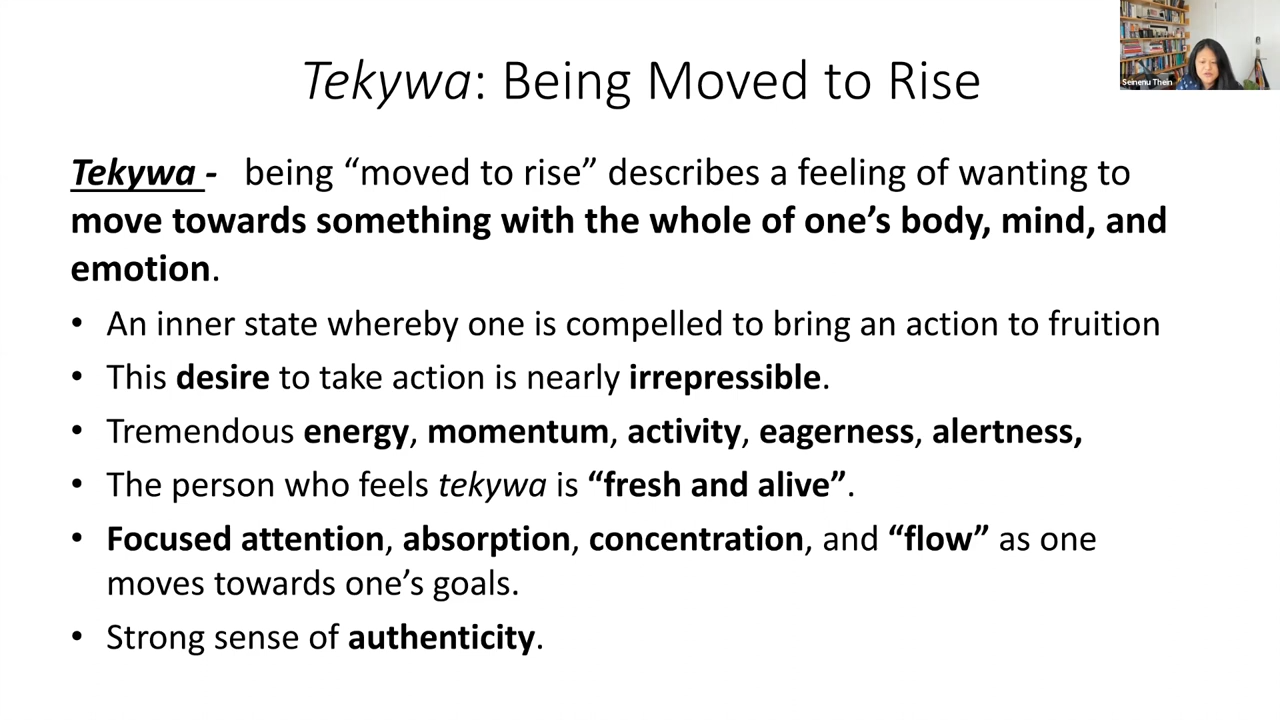 Tekywa: Being Moved to Rise
Seinenu Thein
Tekywa - being “moved to rise” describes a feeling of wanting to
move towards something with the whole of one’s body, mind, and
emotion.
• An inner state whereby one is compelled to bring an action to fruition
• This desire to take action is nearly irrepressible.
• Tremendous energy, momentum, activity, eagerness, alertness,
• The person who feels tekywa is “fresh and alive”.
• Focused attention, absorption, concentration, and “flow” as one
moves towards one’s goals.
• Strong sense of authenticity.